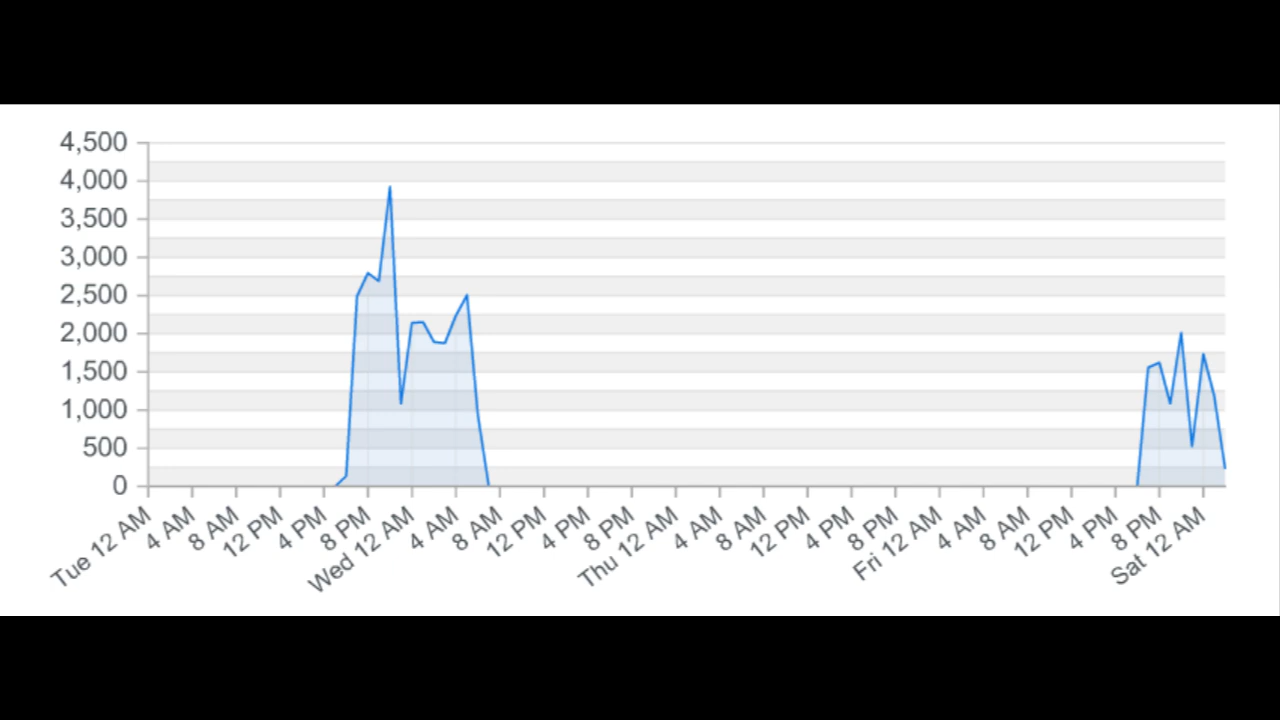 4,500
4,000
3,500
3,000
2,500
2,000
1,500
1,000
500
0
Tue 12 AM
4 AM
8 AM
12 PM
4 PM
8 PM
Wed 12 AM
4 AM
8 AM
12 PM
4 PM
8 PM
Thu 12 AM
4 AM
8 AM
12 PM
4 PM
8 PM
Fri 12 AM
4 AM
8 AM
12 PM
4 PM
8 PM
Sat 12 AM